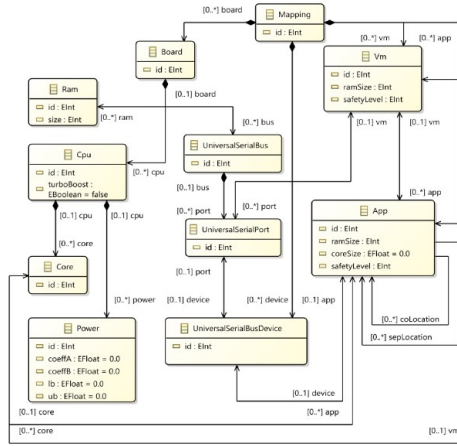 [0..*] board
Mapping
id : EInt
[0..*] vm
[0..*] app
Board
id : EInt
[0..1] board
Vm
id : EInt
ramSize : EInt
safetyLevel : EInt
Ram
id : EInt
size : EInt
[0..*] ram
[0..*] bus
[0..1] vm
[0..1] vm
Cpu
id : EInt
turboBoost :
EBoolean = false
[0..*] cpu
UniversalSerialBus
id : EInt
[0..1] cpu
[0..1] cpu
[0..1] bus
[0..*] port
[0..*] port
[0..*] app
[0..*] core
UniversalSerialPort
id : EInt
App
id : EInt
ramSize : EInt
coreSize : EFloat = 0.0
safetyLevel : EInt
Core
id : EInt
[0..1] port
[0..*] power
[0..1] device
[0..*] device
[0..1] app
[0..*] coLocation
Power
id : EInt
coeffA : EFloat = 0.0
coeffB : EFloat = 0.0
lb : EFloat = 0.0
ub : EFloat = 0.0
UniversalSerialBusDevice
id : EInt
[0..*] sepLocation
[0..1] device
[0..1] core
[0..*] app
[0..*] core
[0..1] vm